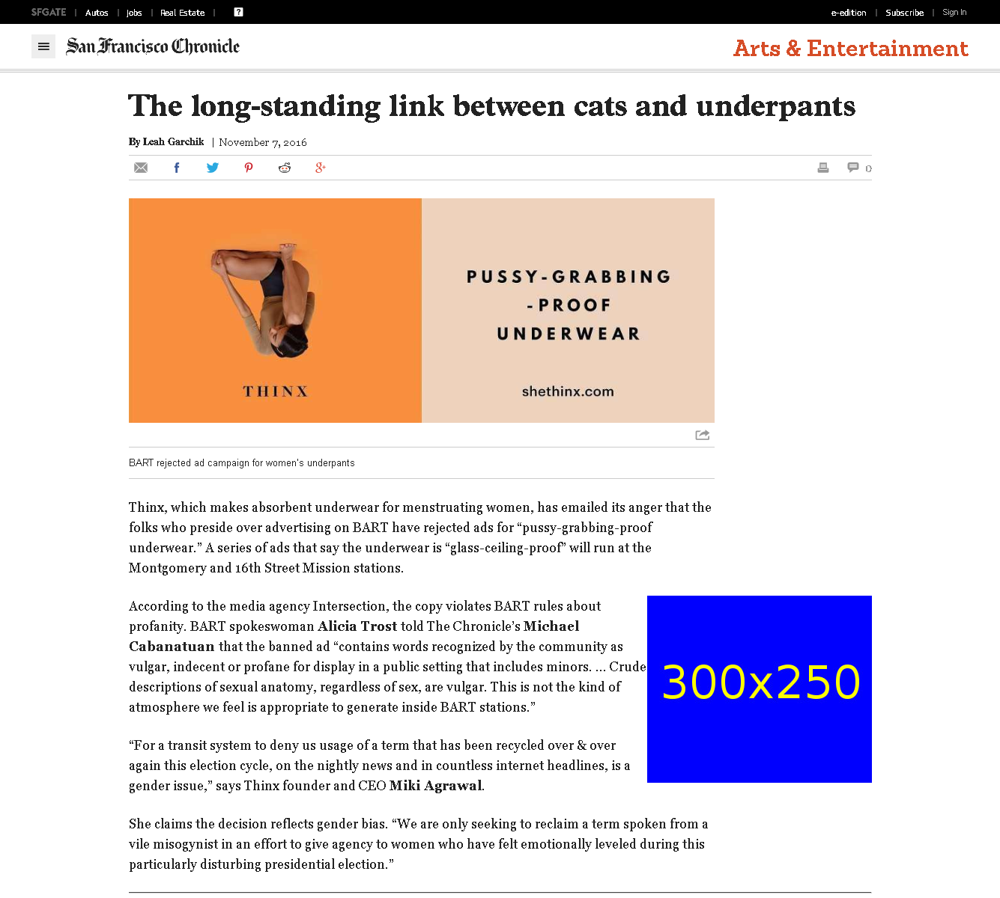 SFGATE | Autos | Jobs | Real Estate | ?
e-edition | Subscribe | Sign In
San Francisco Chronicle
Arts & Entertainment
The long-standing link between cats and underpants
By Leah Garchik | November 7, 2016
0
THINX
PUSSY-GRABBING
-PROOF
UNDERWEAR
shethinx.com
BART rejected ad campaign for women's underpants
Thinx, which makes absorbent underwear for menstruating women, has emailed its anger that the
folks who preside over advertising on BART have rejected ads for “pussy-grabbing-proof
underwear.” A series of ads that say the underwear is “glass-ceiling-proof” will run at the
Montgomery and 16th Street Mission stations.
According to the media agency Intersection, the copy violates BART rules about
profanity. BART spokeswoman Alicia Trost told The Chronicle’s Michael
Cabanatuan that the banned ad “contains words recognized by the community as
vulgar, indecent or profane for display in a public setting that includes minors. ... Crude
descriptions of sexual anatomy, regardless of sex, are vulgar. This is not the kind of
atmosphere we feel is appropriate to generate inside BART stations.”
300x250
“For a transit system to deny us usage of a term that has been recycled over & over
again this election cycle, on the nightly news and in countless internet headlines, is a
gender issue,” says Thinx founder and CEO Miki Agrawal.
She claims the decision reflects gender bias. “We are only seeking to reclaim a term spoken from a
vile misogynist in an effort to give agency to women who have felt emotionally leveled during this
particularly disturbing presidential election.”